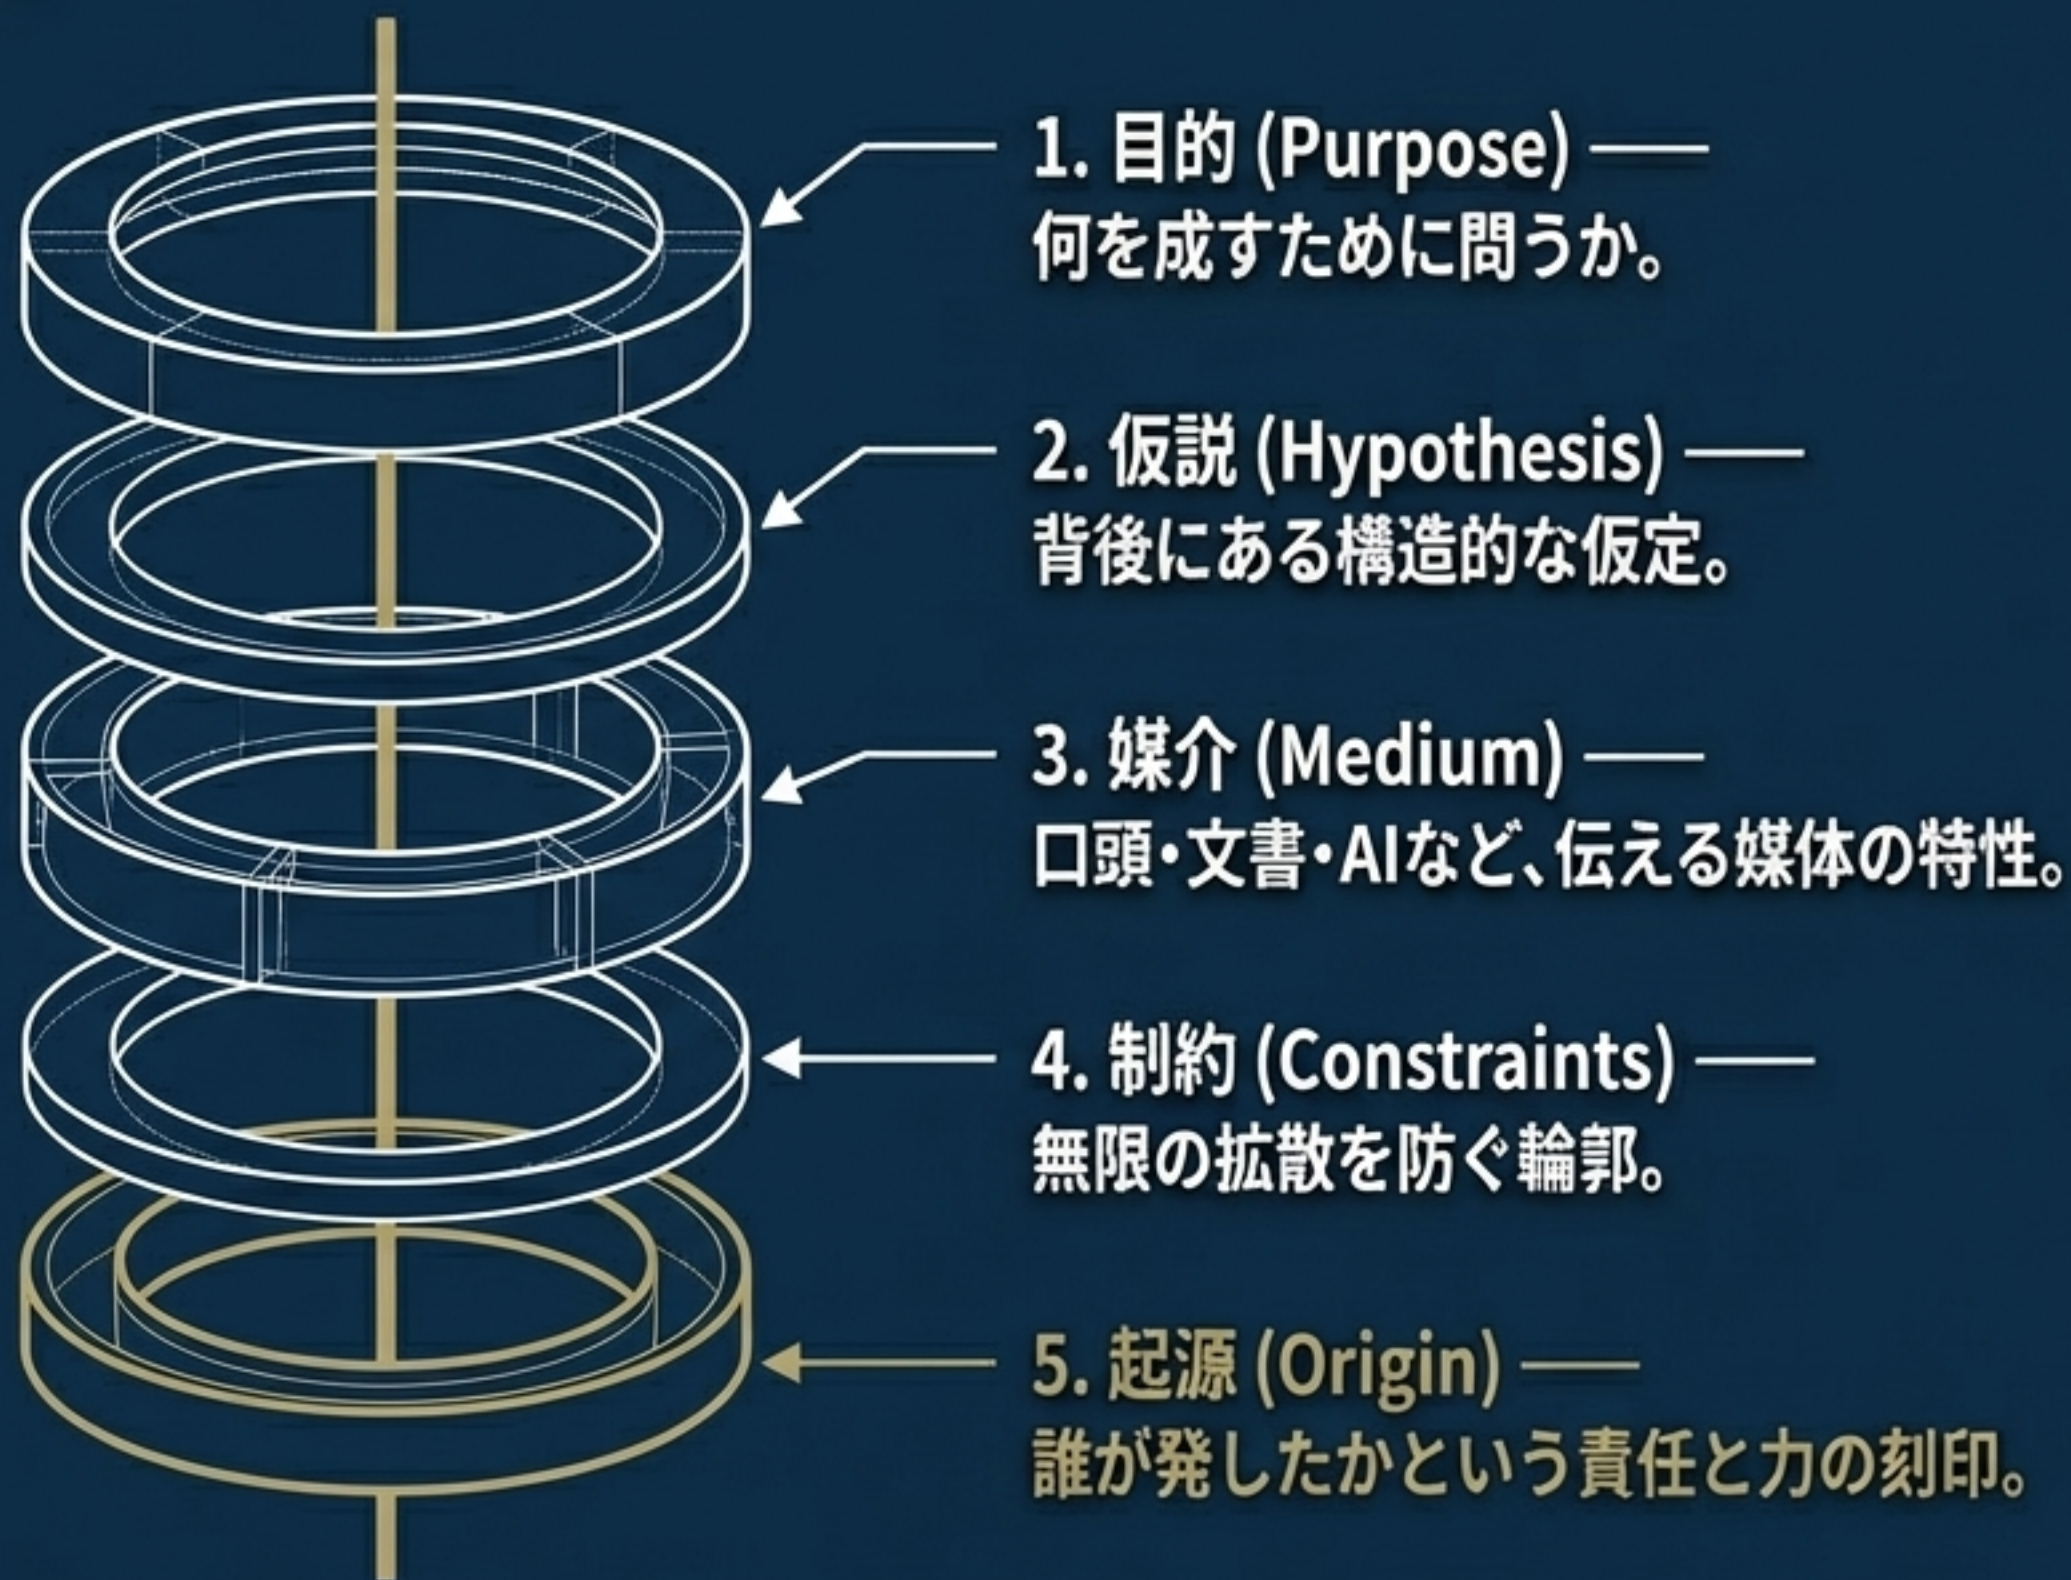 1. 目的 (Purpose) ――
何を成すために問うか。
2. 仮説 (Hypothesis) ――
背後にある構造的な仮定。
3. 媒介 (Medium) ――
口頭・文書・AIなど、伝える媒体の特性。
4. 制約 (Constraints) ――
無限の拡散を防ぐ輪郭。
5. 起源 (Origin) ――
誰が発したかという責任と力の刻印。